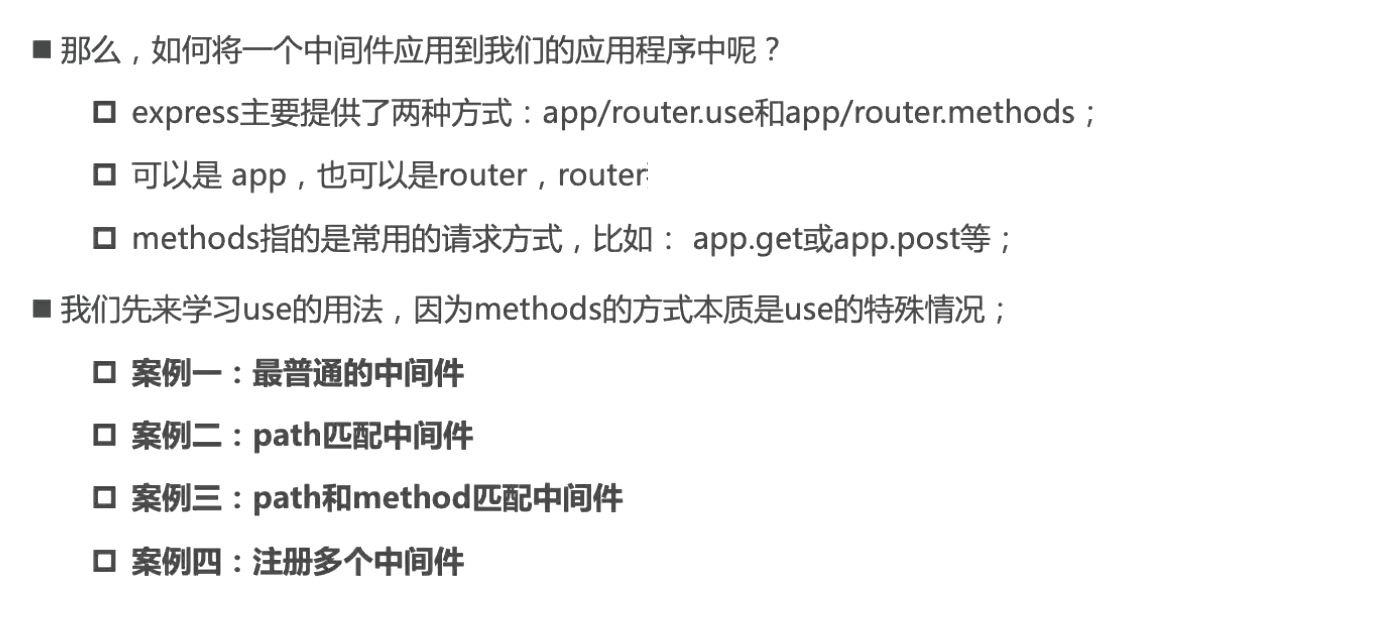 那么，如何将一个中间件应用到我们的应用程序中呢？
express主要提供了两种方式：app/router.use和app/router.methods；
可以是 app，也可以是router，router
methods指的是常用的请求方式，比如： app.get或app.post等；
我们先来学习use的用法，因为methods的方式本质是use的特殊情况；
案例一：最普通的中间件
案例二：path匹配中间件
案例三：path和method匹配中间件
案例四：注册多个中间件